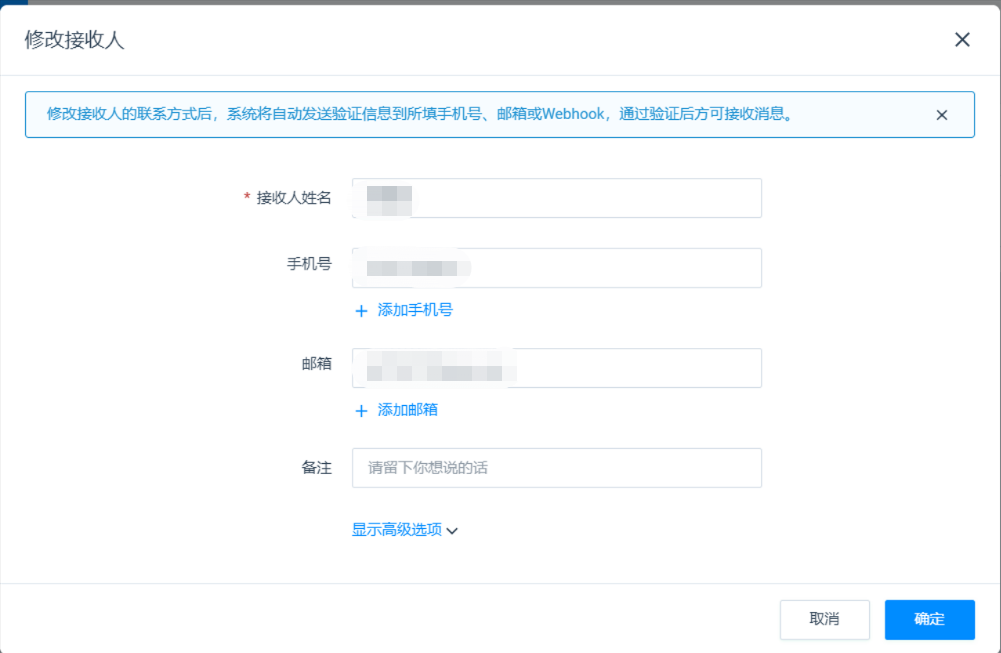 修改接收人
修改接收人的联系方式后，系统将自动发送验证信息到所填手机号、邮箱或Webhook，通过验证后方可接收消息。
* 接收人姓名
手机号
+ 添加手机号
邮箱
+ 添加邮箱
备注 请留下你想说的话
显示高级选项
取消 确定